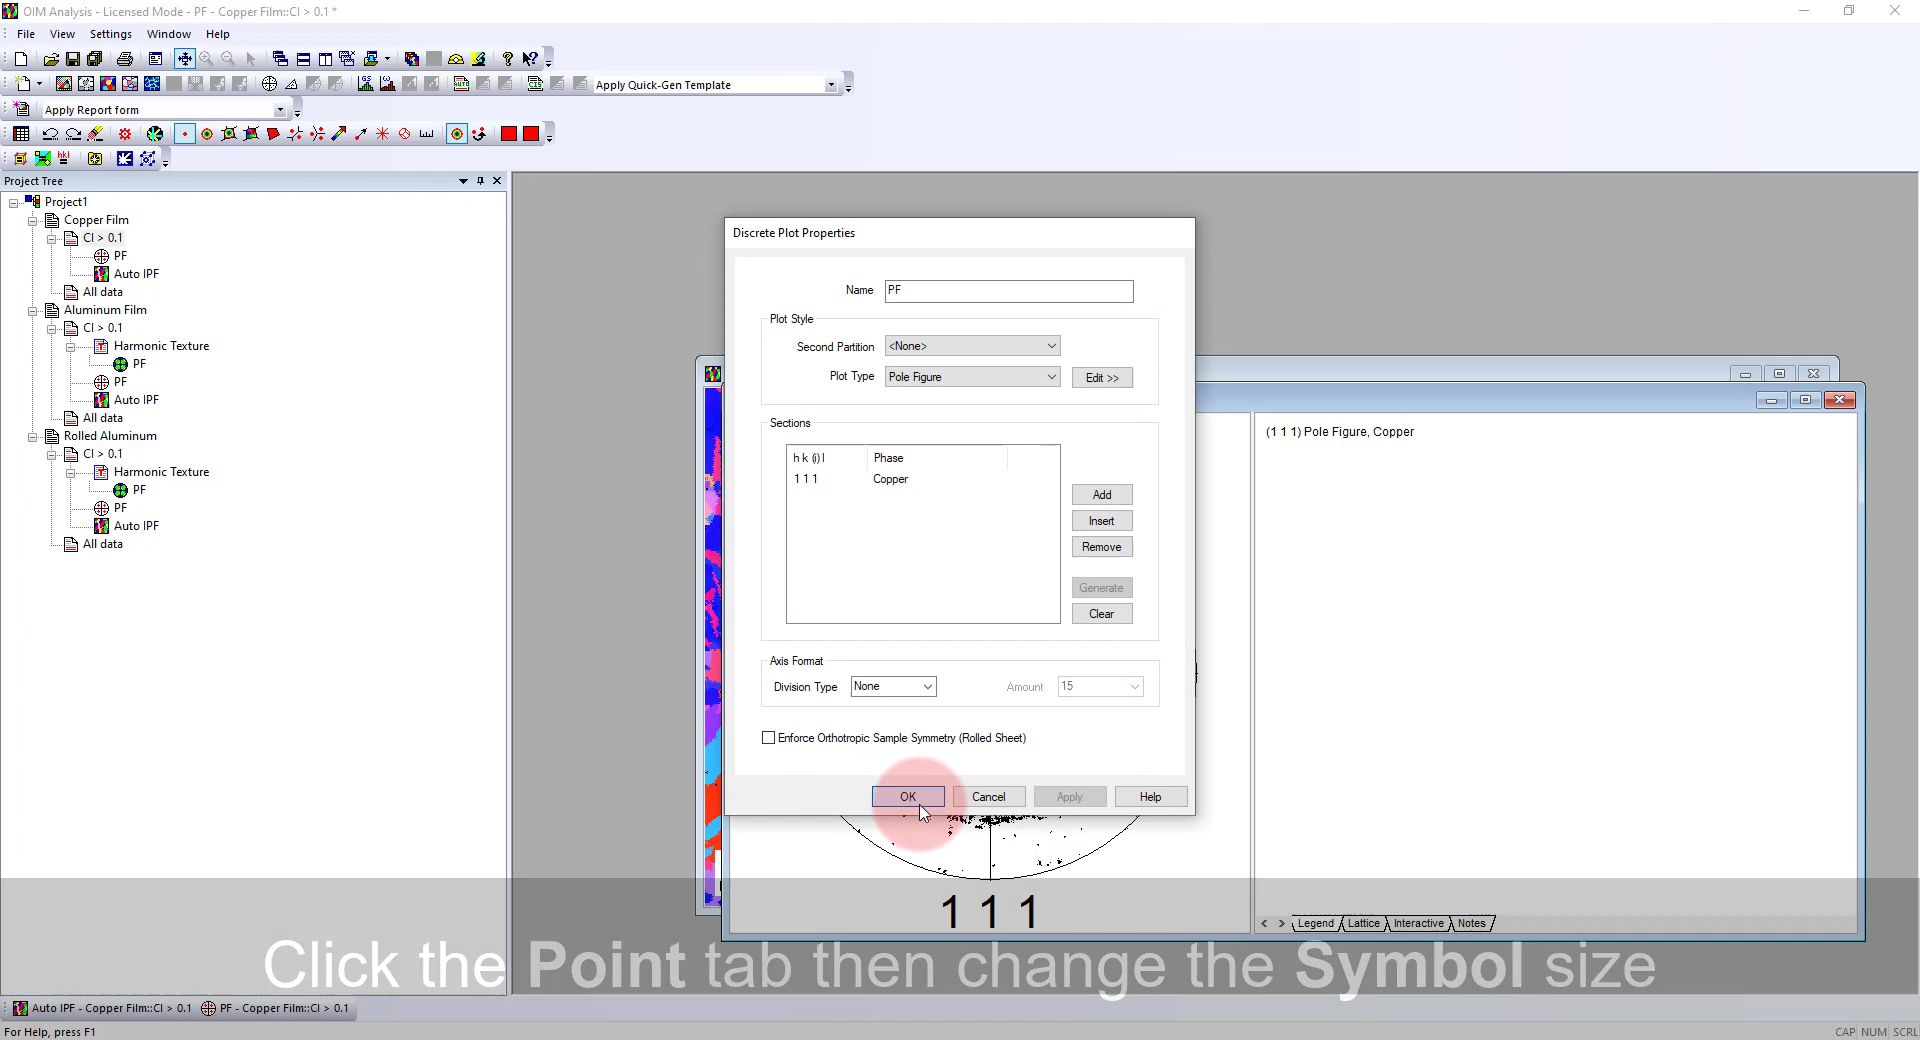 OIM Analysis - Licensed Mode - PF - Copper Film::CI > 0.1 *
File View Settings Window Help
Apply Quick-Gen Template
Apply Report form
Project Tree
Project1
Copper Film
CI > 0.1
PF
Auto IPF
All data
Aluminum Film
CI > 0.1
Harmonic Texture
PF
PF
Auto IPF
All data
Rolled Aluminum
CI > 0.1
Harmonic Texture
PF
PF
Auto IPF
All data
Discrete Plot Properties
Name PF
Plot Style
Second Partition <None>
Plot Type Pole Figure Edit >>
Sections
h k (i) l Phase
1 1 1 Copper
Add
Insert
Remove
Generate
Clear
Axis Format
Division Type None Amount 15
Enforce Orthotropic Sample Symmetry (Rolled Sheet)
OK Cancel Apply Help
(1 1 1) Pole Figure, Copper
1 1 1
Legend Lattice Interactive Notes
Click the Point tab then change the Symbol size
Auto IPF - Copper Film::CI > 0.1 PF - Copper Film::CI > 0.1
For Help, press F1
CAP NUM SCRL